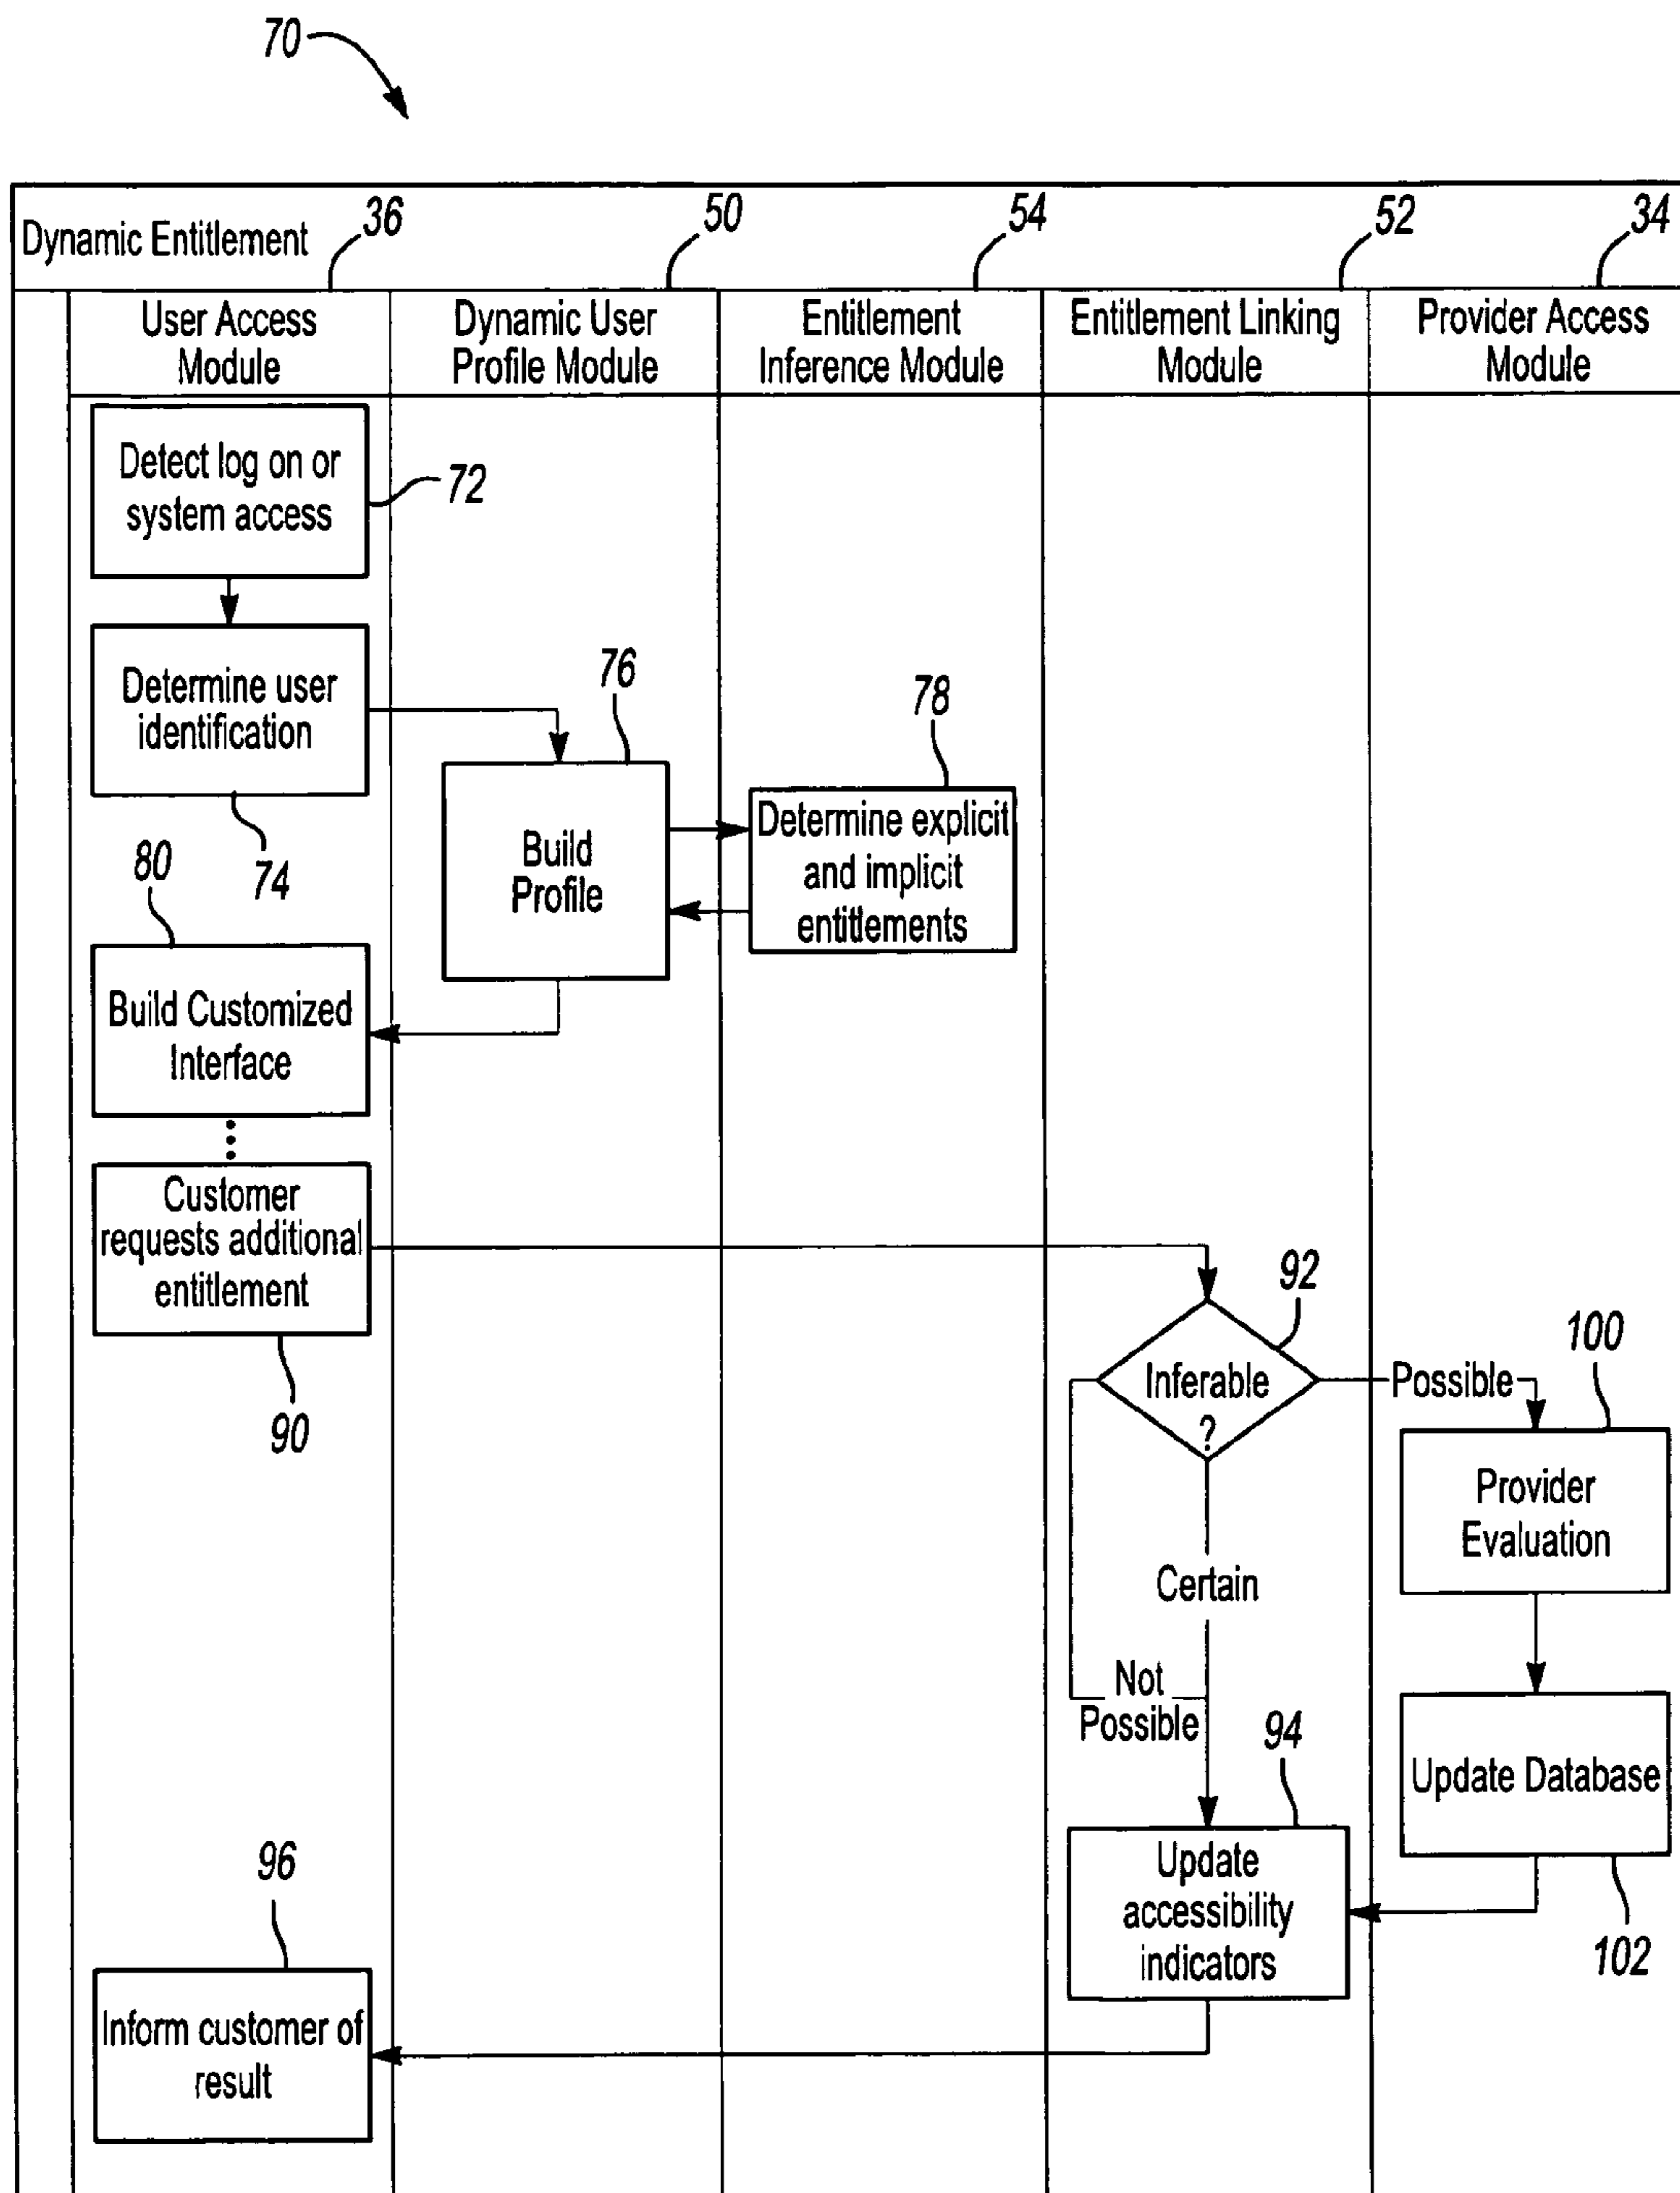 70
Dynamic Entitlement
36
50
54
52
34
User Access
Module
Dynamic User
Profile Module
Entitlement
Inference Module
Entitlement Linking
Module
Provider Access
Module
Detect log on or
system access
72
Determine user
identification
74
76
Build
Profile
78
Determine explicit
and implicit
entitlements
80
Build Customized
Interface
Customer
requests additional
entitlement
90
92
Inferable
?
Possible
100
Provider
Evaluation
Certain
Not
Possible
Update Database
102
94
Update
accessibility
indicators
96
Inform customer of
result